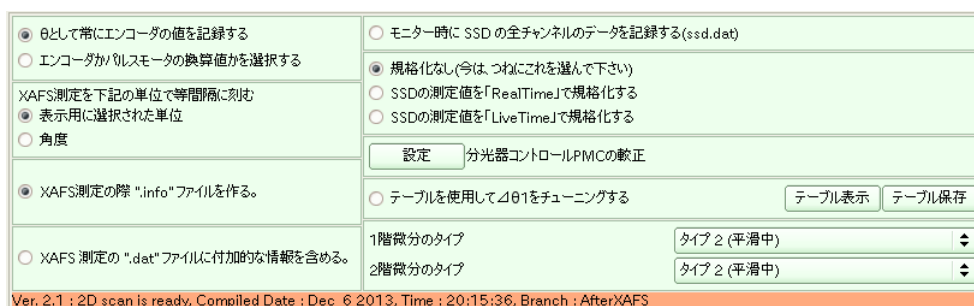 θとして常にエンコーダの値を記録する
エンコーダかパルスモータの換算値かを選択する
XAFS測定を下記の単位で等間隔に刻む
表示用に選択された単位
角度
XAFS測定の際 ".info"ファイルを作る。
XAFS 測定の ".dat"ファイルに付加的な情報を含める。
モニター時に SSD の全チャンネルのデータを記録する(ssd.dat)
規格化なし(今は、つねにこれを選んで下さい)
SSDの測定値を「RealTime」で規格化する
SSDの測定値を「LiveTime」で規格化する
設定 分光器コントロールPMCの較正
テーブルを使用して⊿θ1をチューニングする テーブル表示 テーブル保存
1階微分のタイプ タイプ 2 (平滑中)
2階微分のタイプ タイプ 2 (平滑中)
Ver. 2.1 : 2D scan is ready, Compiled Date : Dec 6 2013, Time : 20:15:36, Branch : AfterXAFS